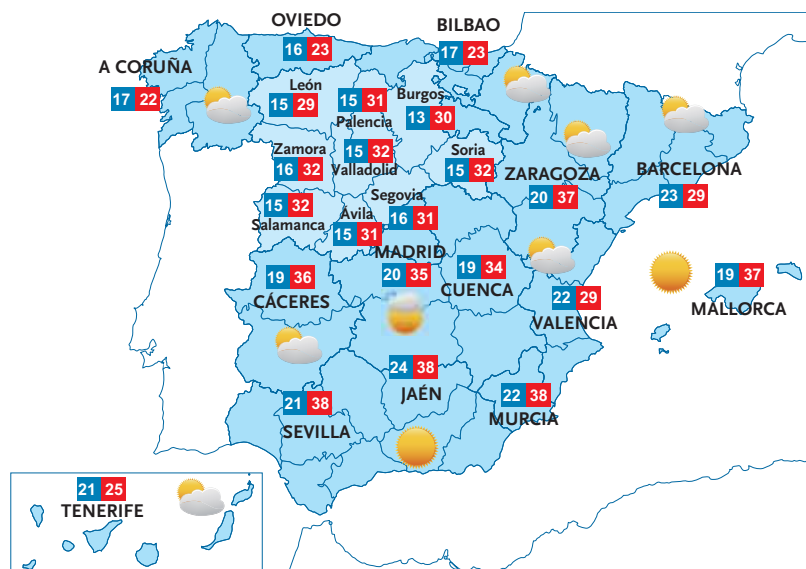 OVIEDO
16 23
BILBAO
17 23
A CORUÑA
17 22
León
15 29
15 31
Palencia
Burgos
13 30
Zamora
16 32
15 32
Valladolid
Soria
15 32
ZARAGOZA
20 37
BARCELONA
23 29
15 32
Salamanca
Segovia
16 31
Ávila
15 31
MADRID
20 35
19 34
CUENCA
19 36
CÁCERES
22 29
VALENCIA
19 37
MALLORCA
24 38
JAÉN
21 38
SEVILLA
22 38
MURCIA
21 25
TENERIFE